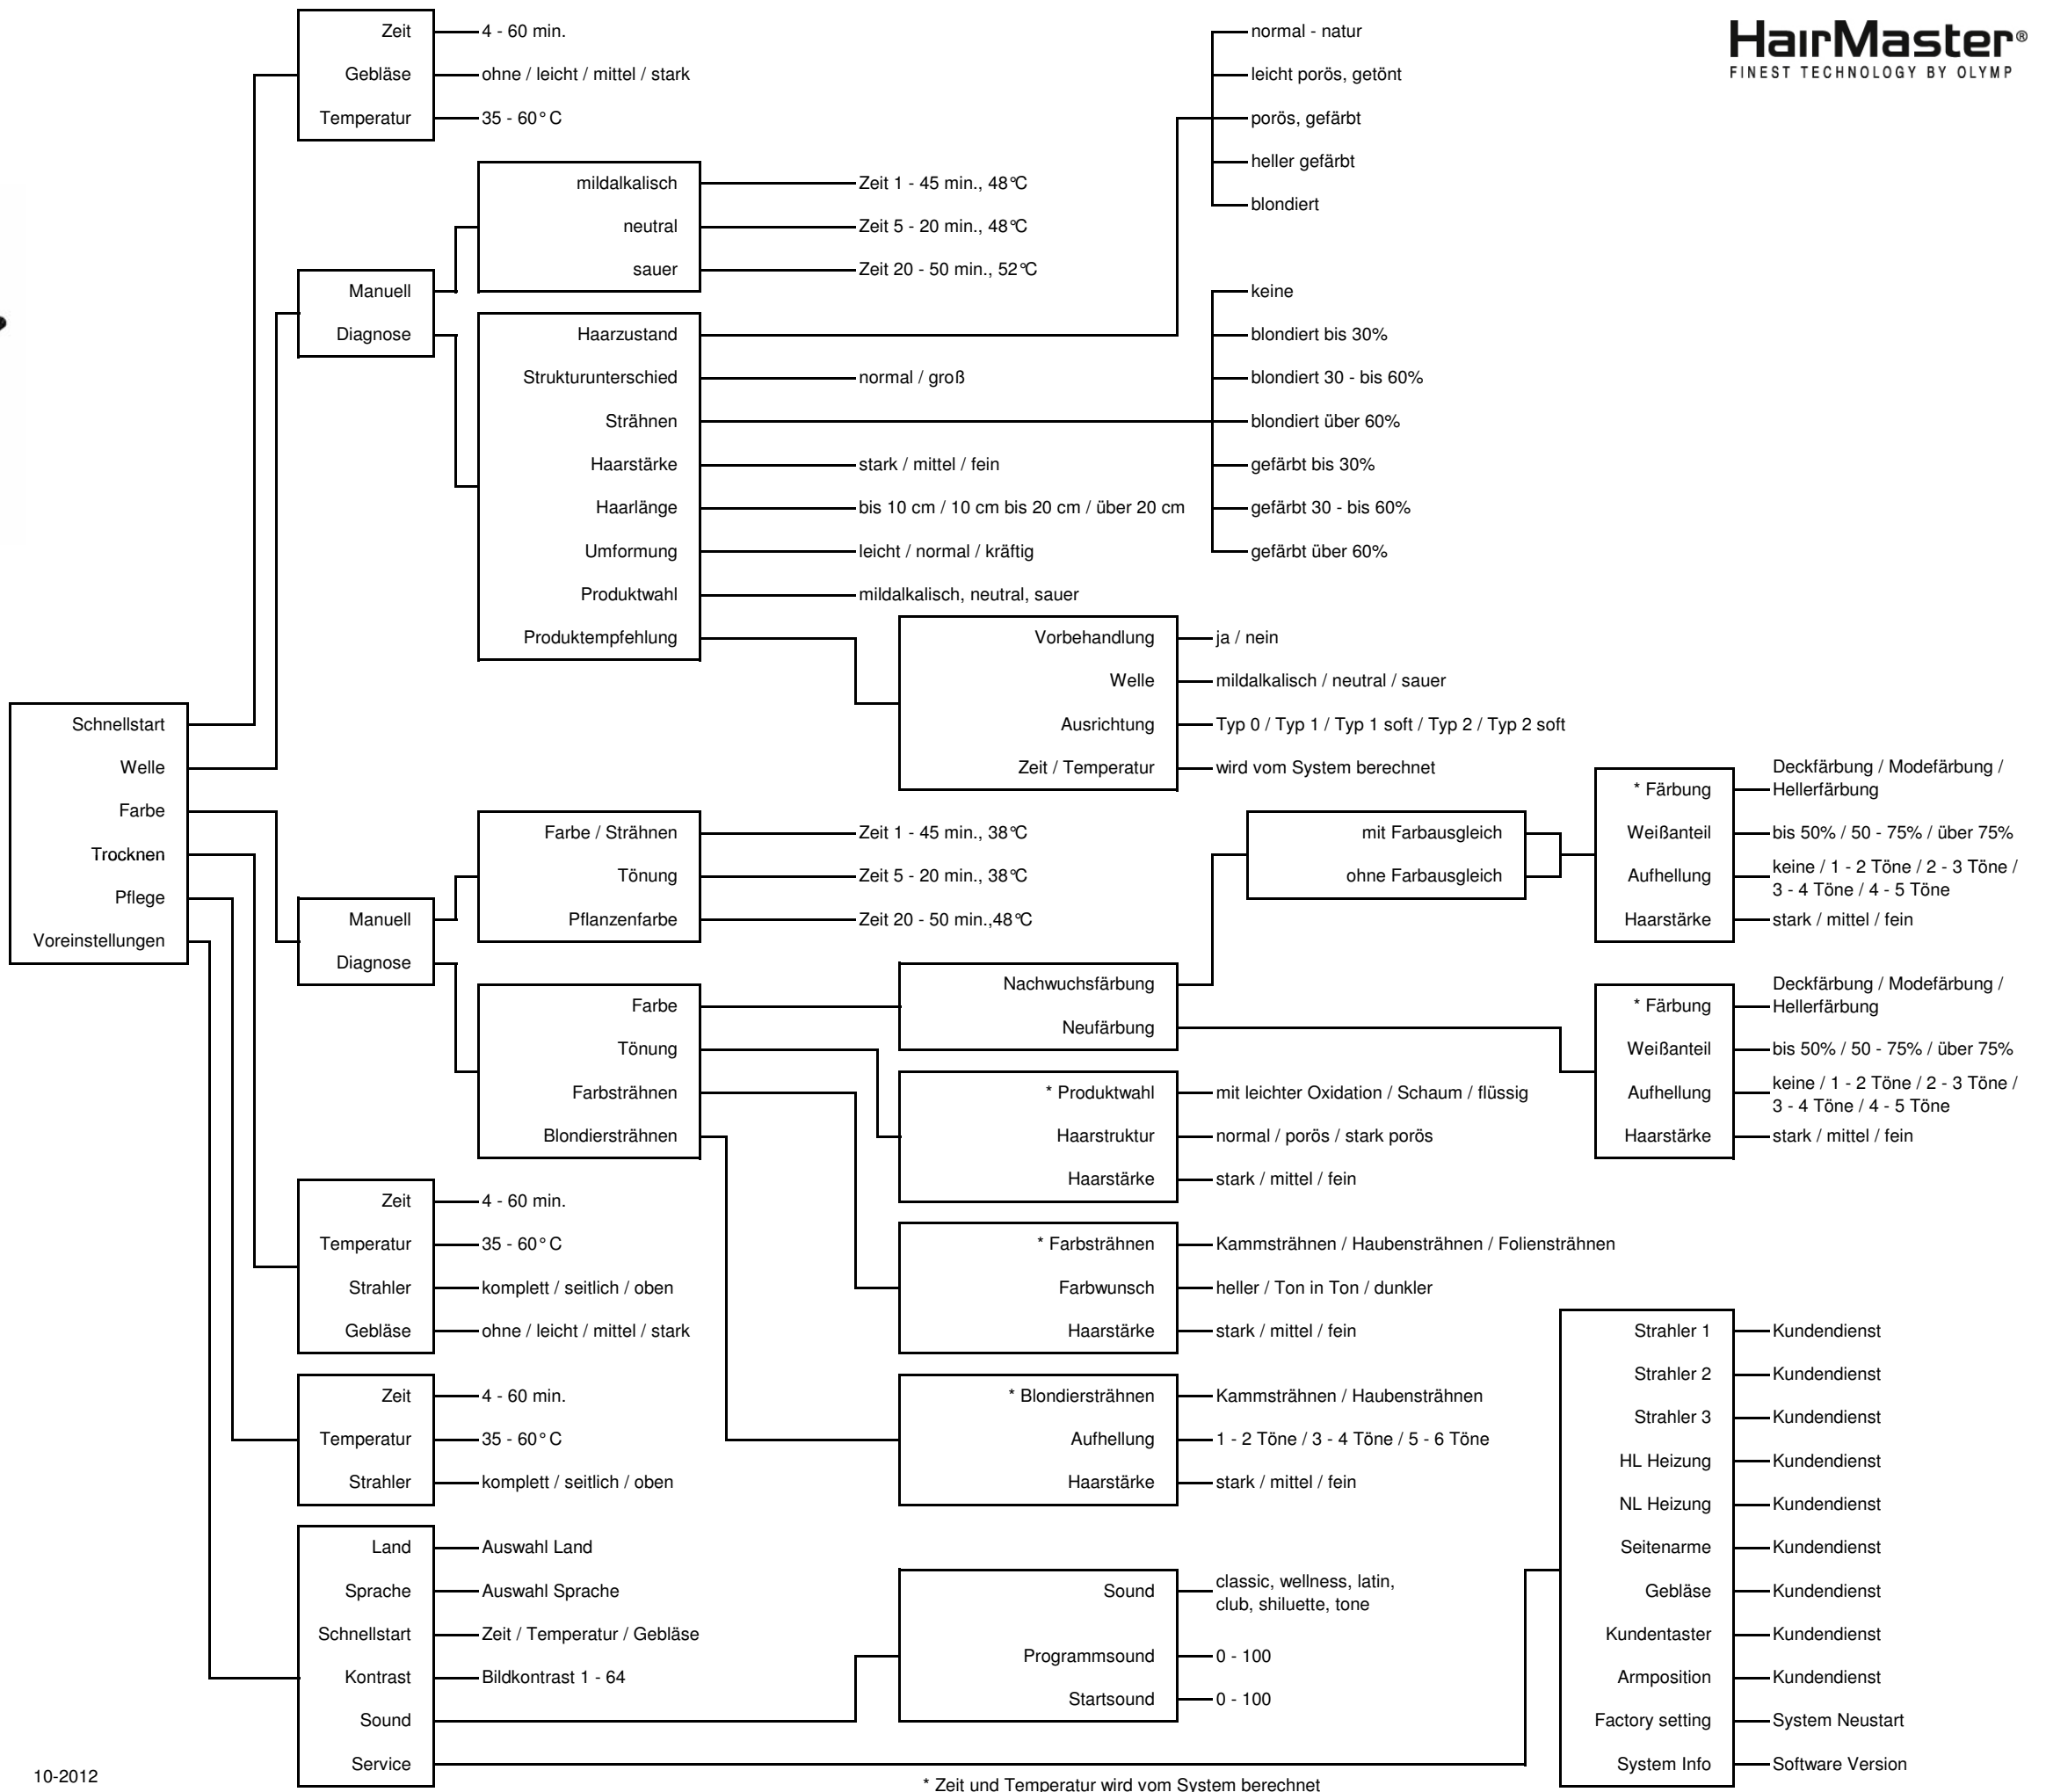 HairMaster®
FINEST TECHNOLOGY BY OLYMP
Zeit
4 - 60 min.
Gebläse
ohne / leicht / mittel / stark
Temperatur
35 - 60° C
normal - natur
leicht porös, getönt
porös, gefärbt
heller gefärbt
blondiert
mildalkalisch
Zeit 1 - 45 min., 48°C
neutral
Zeit 5 - 20 min., 48°C
sauer
Zeit 20 - 50 min., 52°C
Manuell
Diagnose
Haarzustand
Strukturunterschied
normal / groß
Strähnen
Haarstärke
stark / mittel / fein
Haarlänge
bis 10 cm / 10 cm bis 20 cm / über 20 cm
Umformung
leicht / normal / kräftig
Produktwahl
mildalkalisch, neutral, sauer
Produktempfehlung
keine
blondiert bis 30%
blondiert 30 - bis 60%
blondiert über 60%
gefärbt bis 30%
gefärbt 30 - bis 60%
gefärbt über 60%
Vorbehandlung
ja / nein
Welle
mildalkalisch / neutral / sauer
Ausrichtung
Typ 0 / Typ 1 / Typ 1 soft / Typ 2 / Typ 2 soft
Zeit / Temperatur
wird vom System berechnet
Schnellstart
Welle
Farbe
Trocknen
Pflege
Voreinstellungen
Manuell
Diagnose
Farbe / Strähnen
Zeit 1 - 45 min., 38°C
Tönung
Zeit 5 - 20 min., 38°C
Pflanzenfarbe
Zeit 20 - 50 min.,48°C
Farbe
Tönung
Farbsträhnen
Blondiersträhnen
Nachwuchsfärbung
Neufärbung
mit Farbausgleich
ohne Farbausgleich
* Färbung
Deckfärbung / Modefärbung /
Hellerfärbung
Weißanteil
bis 50% / 50 - 75% / über 75%
Aufhellung
keine / 1 - 2 Töne / 2 - 3 Töne /
3 - 4 Töne / 4 - 5 Töne
Haarstärke
stark / mittel / fein
* Färbung
Deckfärbung / Modefärbung /
Hellerfärbung
Weißanteil
bis 50% / 50 - 75% / über 75%
Aufhellung
keine / 1 - 2 Töne / 2 - 3 Töne /
3 - 4 Töne / 4 - 5 Töne
Haarstärke
stark / mittel / fein
* Produktwahl
mit leichter Oxidation / Schaum / flüssig
Haarstruktur
normal / porös / stark porös
Haarstärke
stark / mittel / fein
* Farbsträhnen
Kammsträhnen / Haubensträhnen / Foliensträhnen
Farbwunsch
heller / Ton in Ton / dunkler
Haarstärke
stark / mittel / fein
* Blondiersträhnen
Kammsträhnen / Haubensträhnen
Aufhellung
1 - 2 Töne / 3 - 4 Töne / 5 - 6 Töne
Haarstärke
stark / mittel / fein
Zeit
4 - 60 min.
Temperatur
35 - 60° C
Strahler
komplett / seitlich / oben
Gebläse
ohne / leicht / mittel / stark
Zeit
4 - 60 min.
Temperatur
35 - 60° C
Strahler
komplett / seitlich / oben
Land
Auswahl Land
Sprache
Auswahl Sprache
Schnellstart
Zeit / Temperatur / Gebläse
Kontrast
Bildkontrast 1 - 64
Sound
Service
Sound
classic, wellness, latin,
club, shiluette, tone
Programmsound
0 - 100
Startsound
0 - 100
Strahler 1
Kundendienst
Strahler 2
Kundendienst
Strahler 3
Kundendienst
HL Heizung
Kundendienst
NL Heizung
Kundendienst
Seitenarme
Kundendienst
Gebläse
Kundendienst
Kundentaster
Kundendienst
Armposition
Kundendienst
Factory setting
System Neustart
System Info
Software Version
10-2012
* Zeit und Temperatur wird vom System berechnet